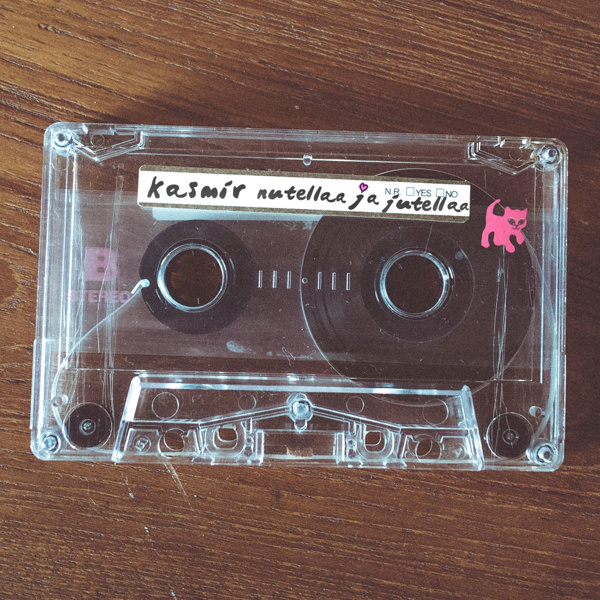 N.R. □YES □NO
kasmir nutellaa ja jutellaa
B
STEREO